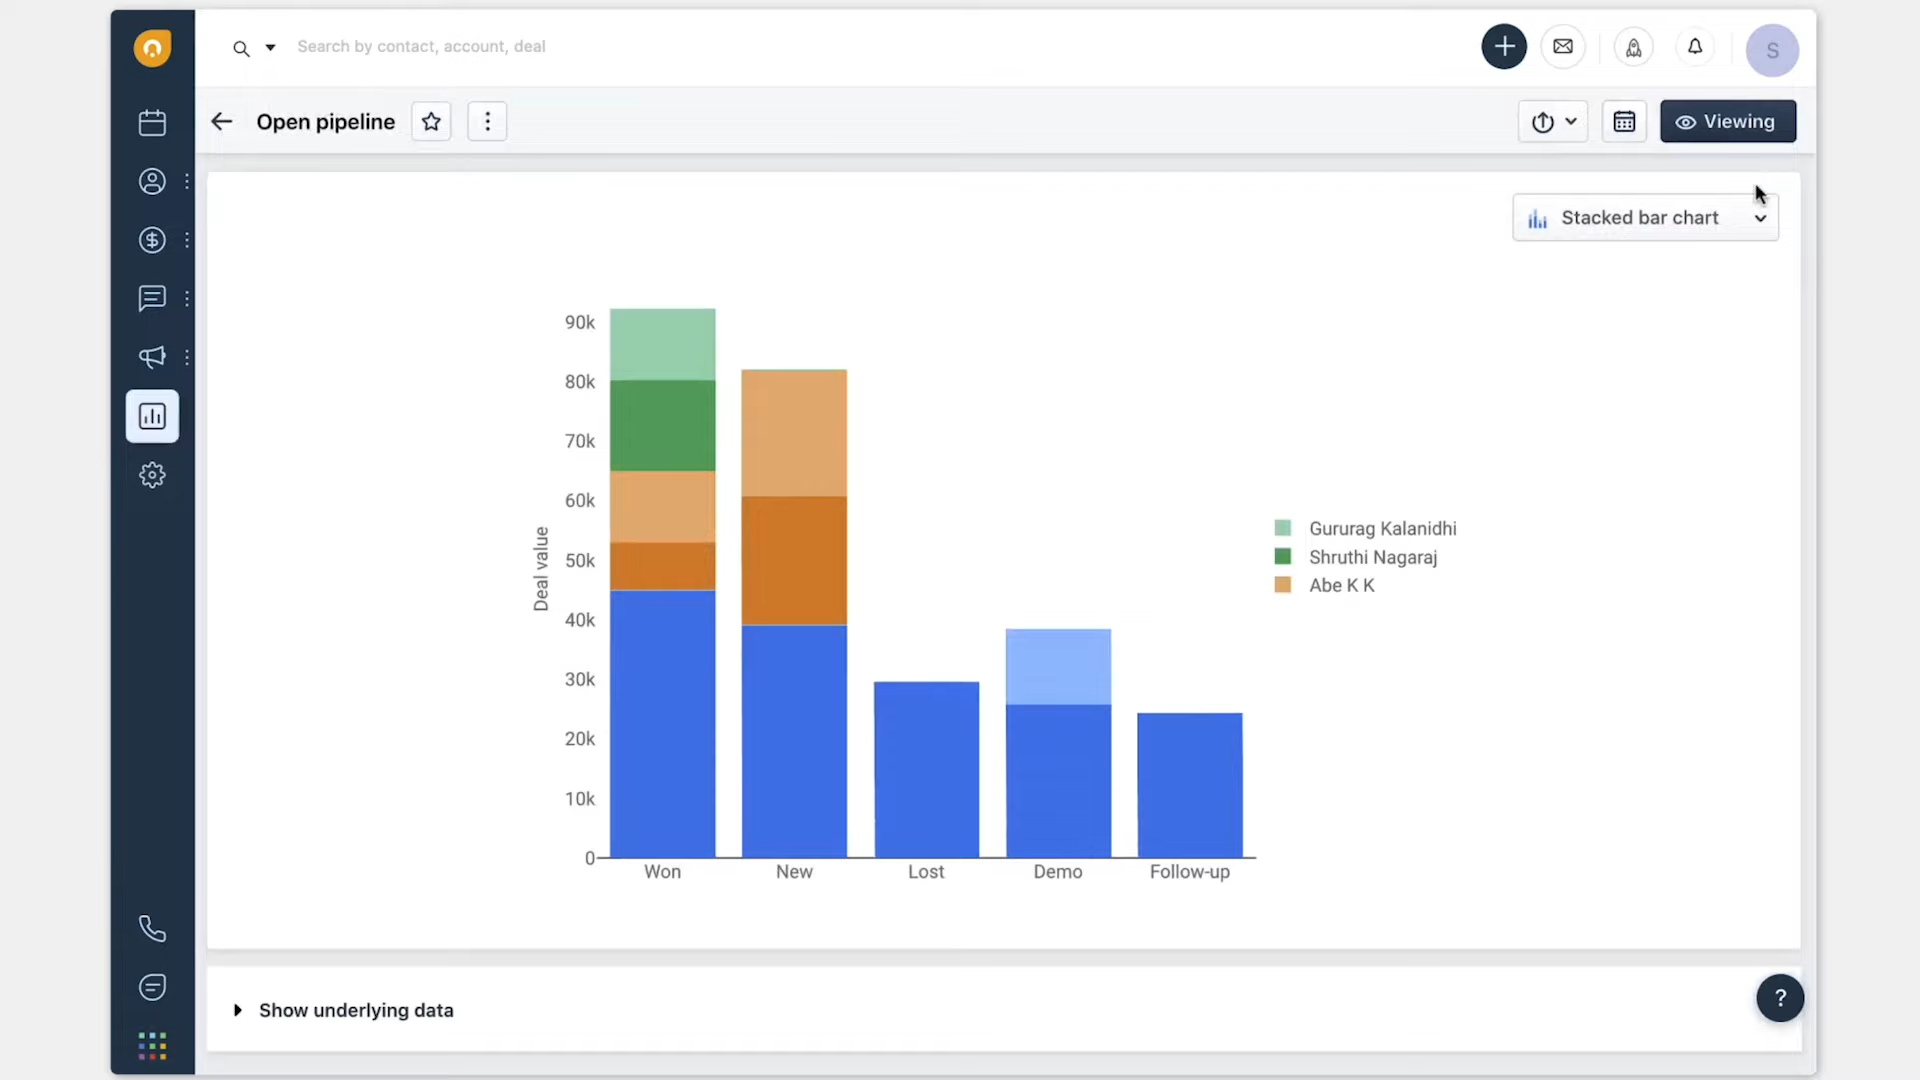 Search by contact, account, deal
S
Open pipeline
Viewing
Stacked bar chart
90k
80k
70k
60k
50k
40k
30k
20k
10k
0
Deal value
Gururag Kalanidhi
Shruthi Nagaraj
Abe K K
Won
New
Lost
Demo
Follow-up
Show underlying data
?